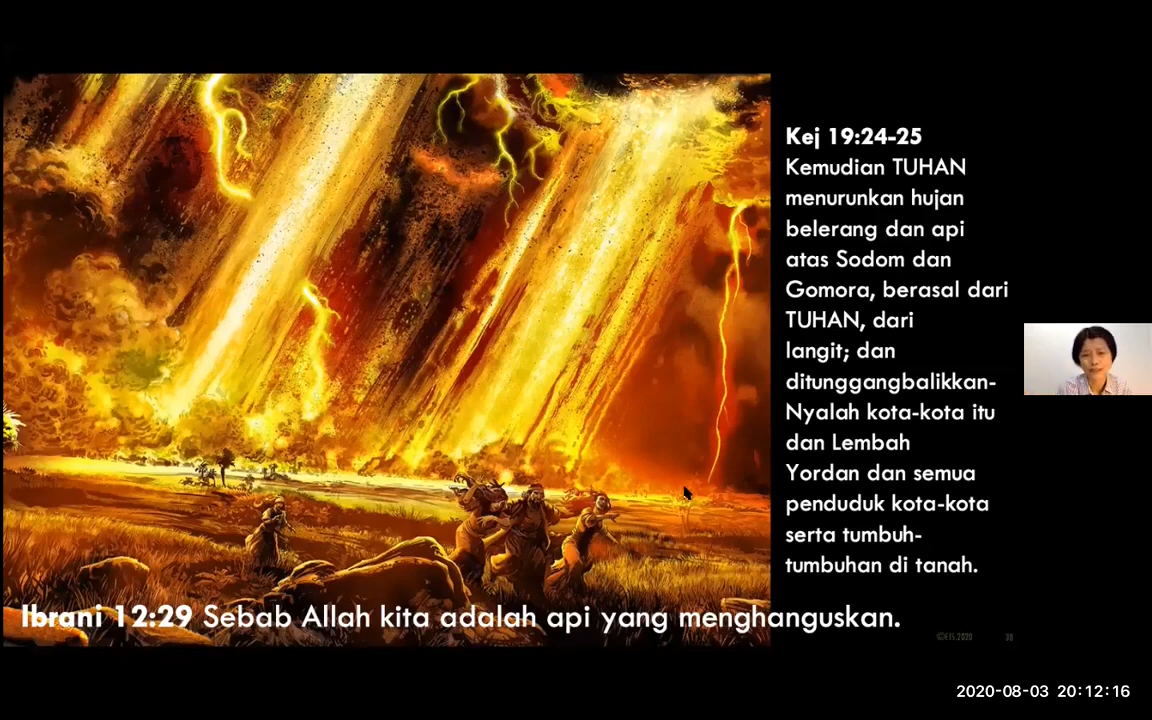 Kej 19:24-25
Kemudian TUHAN
menurunkan hujan
belerang dan api
atas Sodom dan
Gomora, berasal dari
TUHAN, dari
langit; dan
ditunggangbalikkan-
Nyalah kota-kota itu
dan Lembah
Yordan dan semua
penduduk kota-kota
serta tumbuh-
tumbuhan di tanah.
Ibrani 12:29 Sebab Allah kita adalah api yang menghanguskan.
2020-08-03 20:12:16